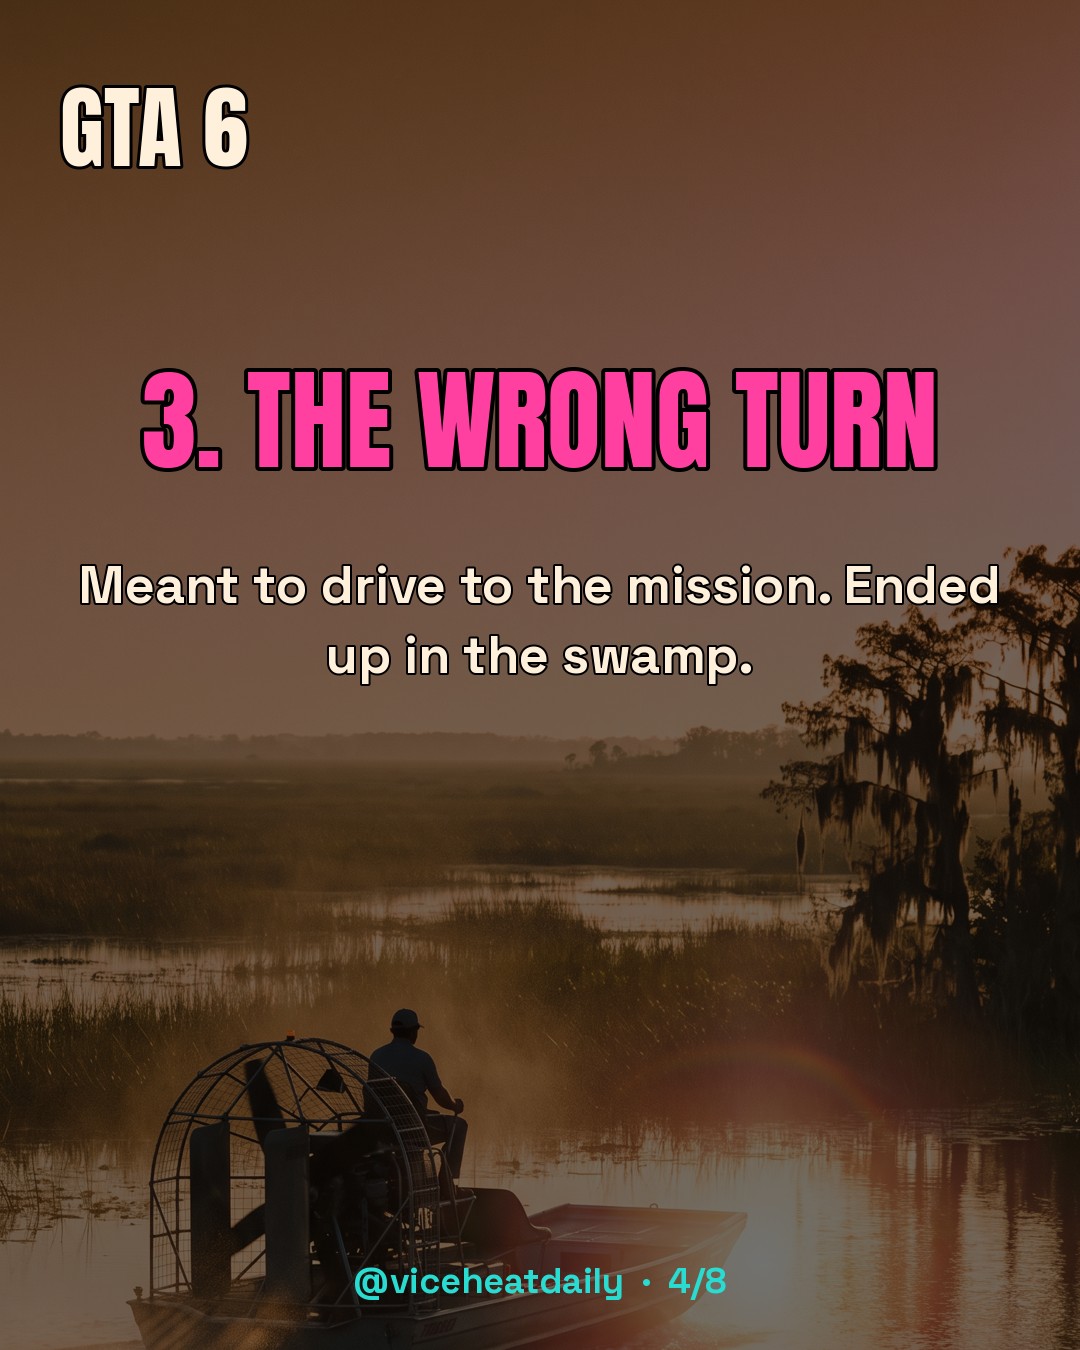 GTA 6
3. THE WRONG TURN
Meant to drive to the mission. Ended
up in the swamp.
@viceheatdaily · 4/8